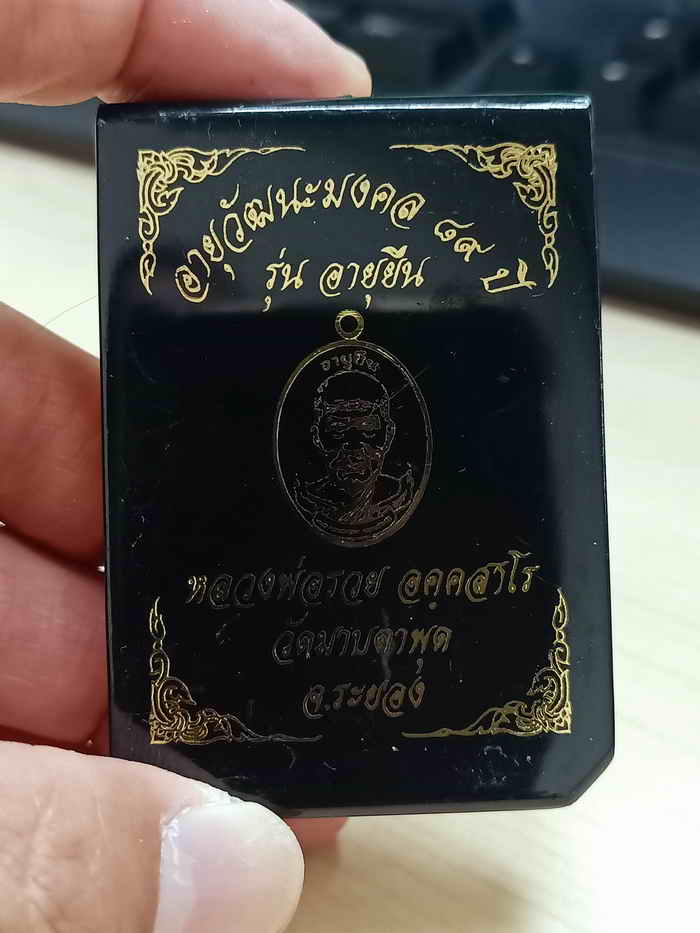 อายุวัฒนะมงคล ๘๙ ปี
รุ่น อายุยืน
อายุยืน
หลวงพ่อรวย อคฺคสาโร
วัดมาบตาพุด
จ.ระยอง